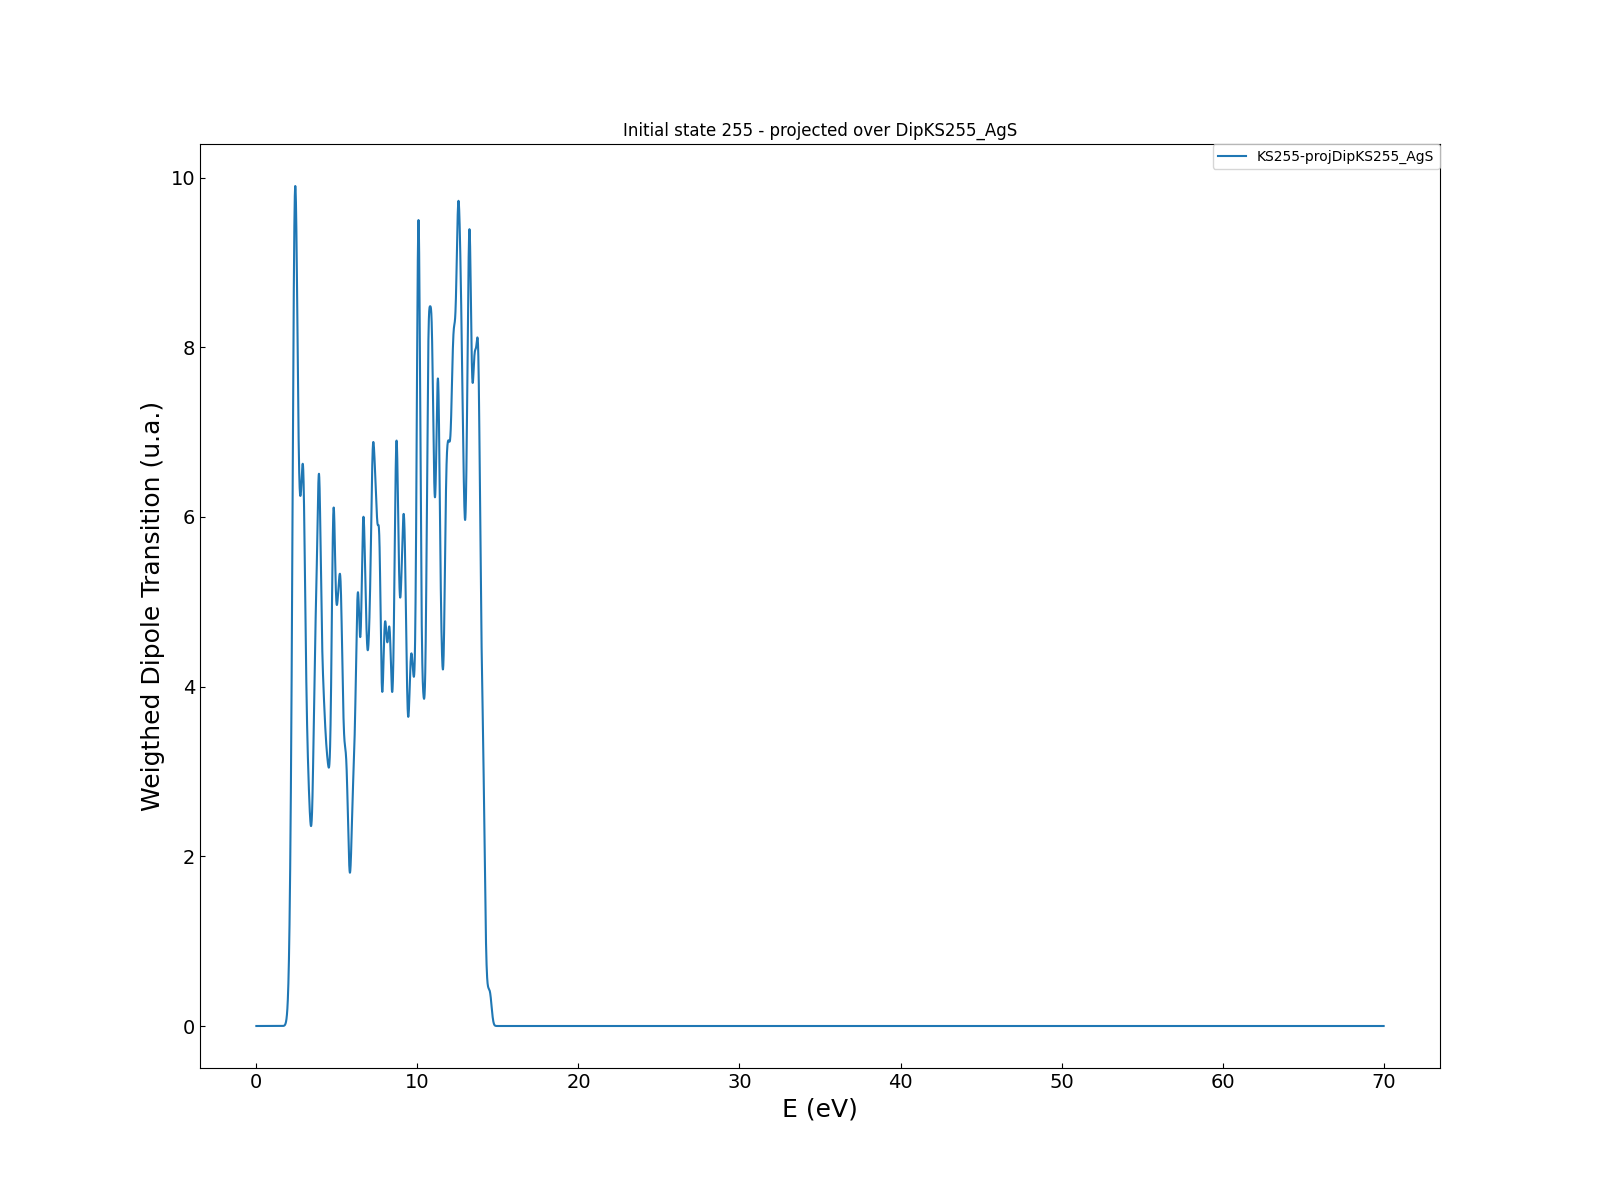 Initial state 255 - projected over DipKS255_AgS
KS255-projDipKS255_AgS
10
8
6
4
2
0
Weigthed Dipole Transition (u.a.)
0 10 20 30 40 50 60 70
E (eV)